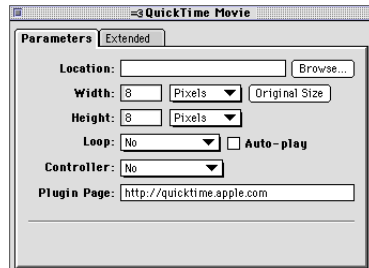 QuickTime Movie
Parameters Extended
Location: Browse...
Width: 8 Pixels Original Size
Height: 8 Pixels
Loop: No Auto-play
Controller: No
Plugin Page: http://quicktime.apple.com